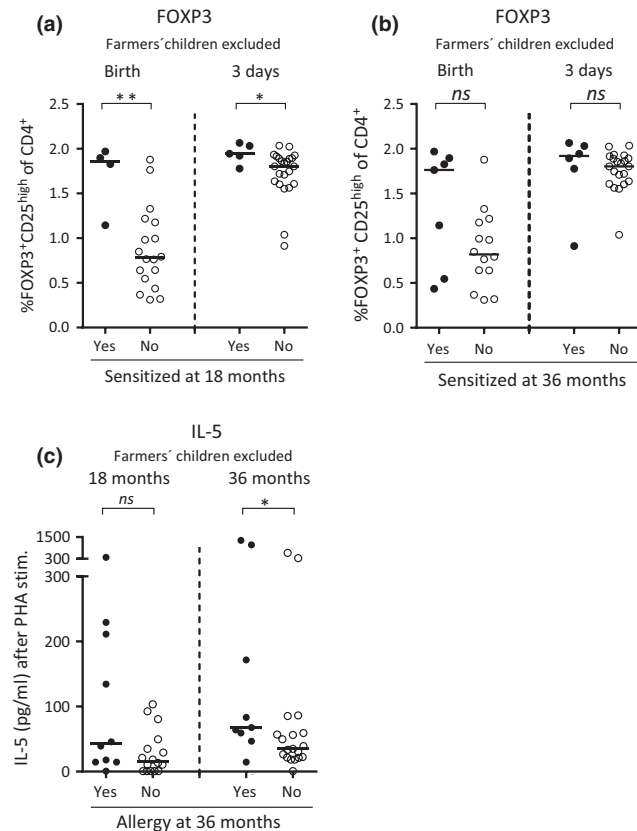 (a)
FOXP3
Farmers´children excluded
Birth
3 days
**
*
2.5
2.0
1.5
1.0
0.5
0.0
%FOXP3⁺CD25ʰⁱᵍʰ of CD4⁺
Yes
No
Yes
No
Sensitized at 18 months
(b)
FOXP3
Farmers´children excluded
Birth
3 days
ns
ns
2.5
2.0
1.5
1.0
0.5
0.0
%FOXP3⁺ CD25ʰⁱᵍʰ of CD4⁺
Yes
No
Yes
No
Sensitized at 36 months
IL-5
(c)
Farmers´ children excluded
18 months
36 months
ns
*
1500
300
300
200
100
0
IL-5 (pg/ml) after PHA stim.
Yes
No
Yes
No
Allergy at 36 months